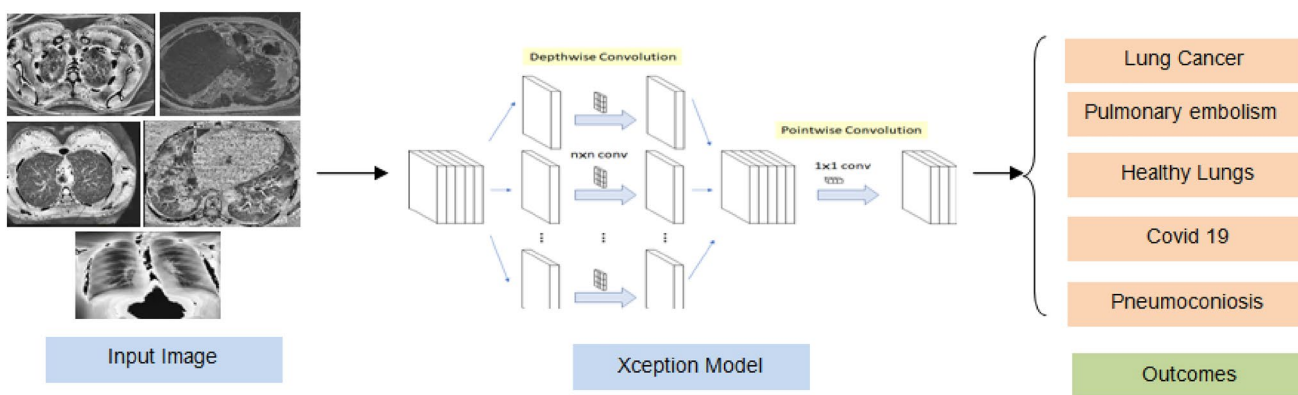 Depthwise Convolution
nxn conv
Pointwise Convolution
1x1 conv
Input Image
Xception Model
Lung Cancer
Pulmonary embolism
Healthy Lungs
Covid 19
Pneumoconiosis
Outcomes